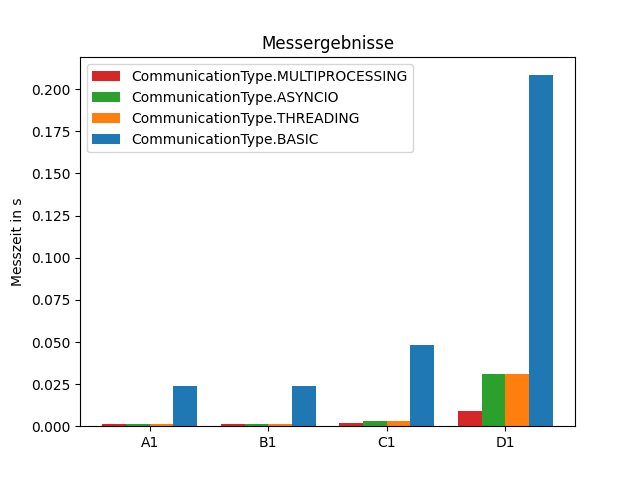 Messergebnisse
CommunicationType.MULTIPROCESSING
CommunicationType.ASYNCIO
CommunicationType.THREADING
CommunicationType.BASIC
Messzeit in s
0.200
0.175
0.150
0.125
0.100
0.075
0.050
0.025
0.000
A1 B1 C1 D1